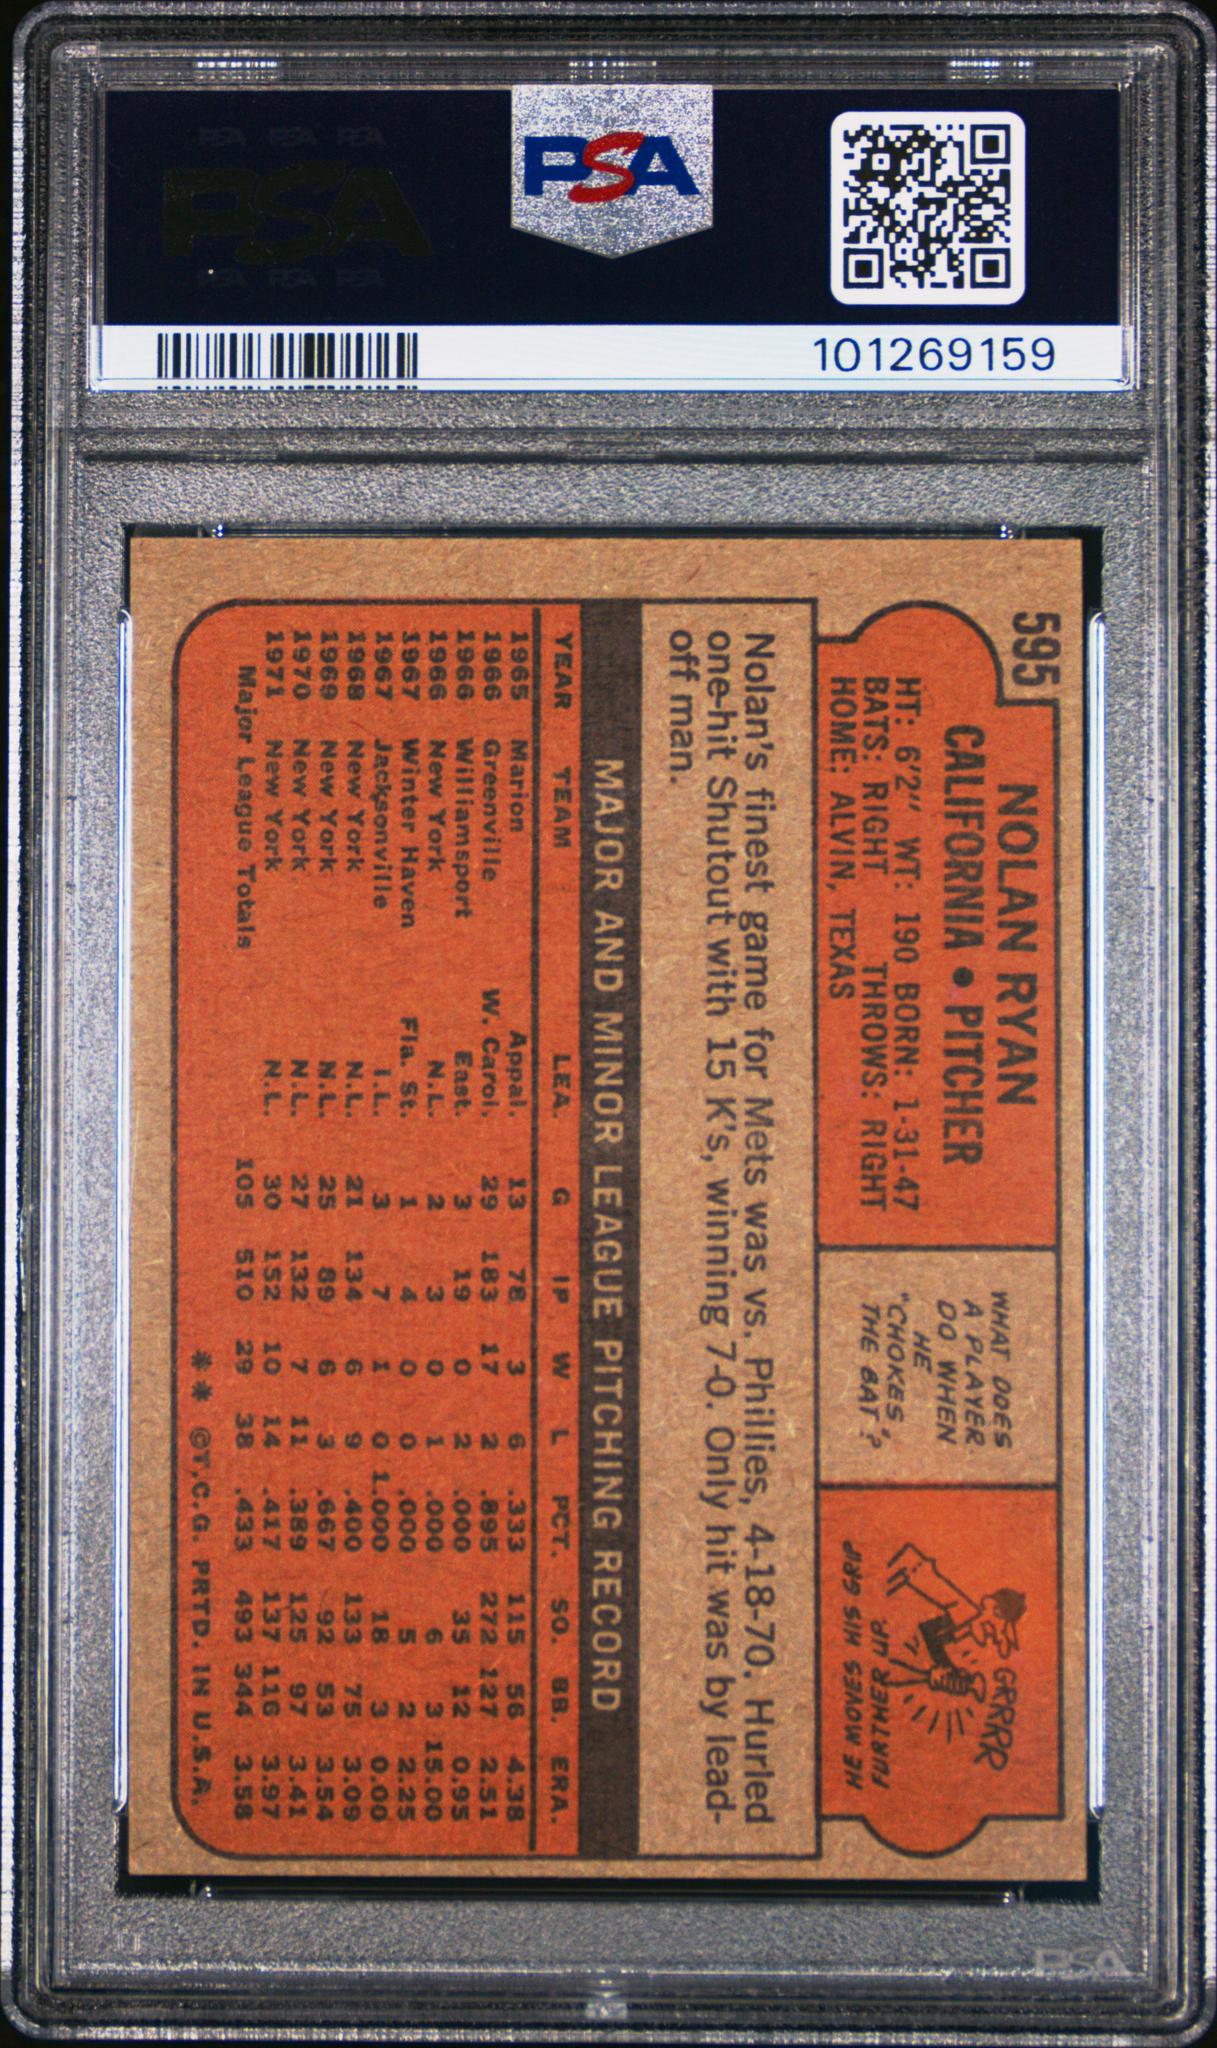 PSA PSA PSA
PSA
PSA PSA PSA
PSA
101269159
595
NOLAN RYAN
CALIFORNIA • PITCHER
HT: 6'2" WT: 190 BORN: 1-31-47
BATS: RIGHT THROWS: RIGHT
HOME: ALVIN, TEXAS
WHAT DOES
A PLAYER
DO WHEN
HE
"CHOKES"
THE BAT?
GRRRR
HE MOVES HIS GRIP
FURTHER UP.
Nolan's finest game for Mets was vs. Phillies, 4-18-70. Hurled
one-hit Shutout with 15 K's, winning 7-0. Only hit was by lead-
off man.
MAJOR AND MINOR LEAGUE PITCHING RECORD
YEAR TEAM LEA. G IP W L PCT. SO. BB. ERA.
1965 Marion Appal. 13 78 3 6 .333 115 56 4.38
1966 Greenville W. Carol. 29 183 17 2 .895 272 127 2.51
1966 Williamsport East. 3 19 0 2 .000 35 12 0.95
1966 New York N.L. 2 3 0 1 .000 6 3 15.00
1967 Winter Haven Fla. St. 1 4 0 0 .000 5 2 2.25
1967 Jacksonville I.L. 3 7 1 0 1.000 18 3 0.00
1968 New York N.L. 21 134 6 9 .400 133 75 3.09
1969 New York N.L. 25 89 6 3 .667 92 53 3.54
1970 New York N.L. 27 132 7 11 .389 125 97 3.41
1971 New York N.L. 30 152 10 14 .417 137 116 3.97
Major League Totals 105 510 29 38 .433 493 344 3.58
** ©T.C.G. PRTD. IN U.S.A.
PSA